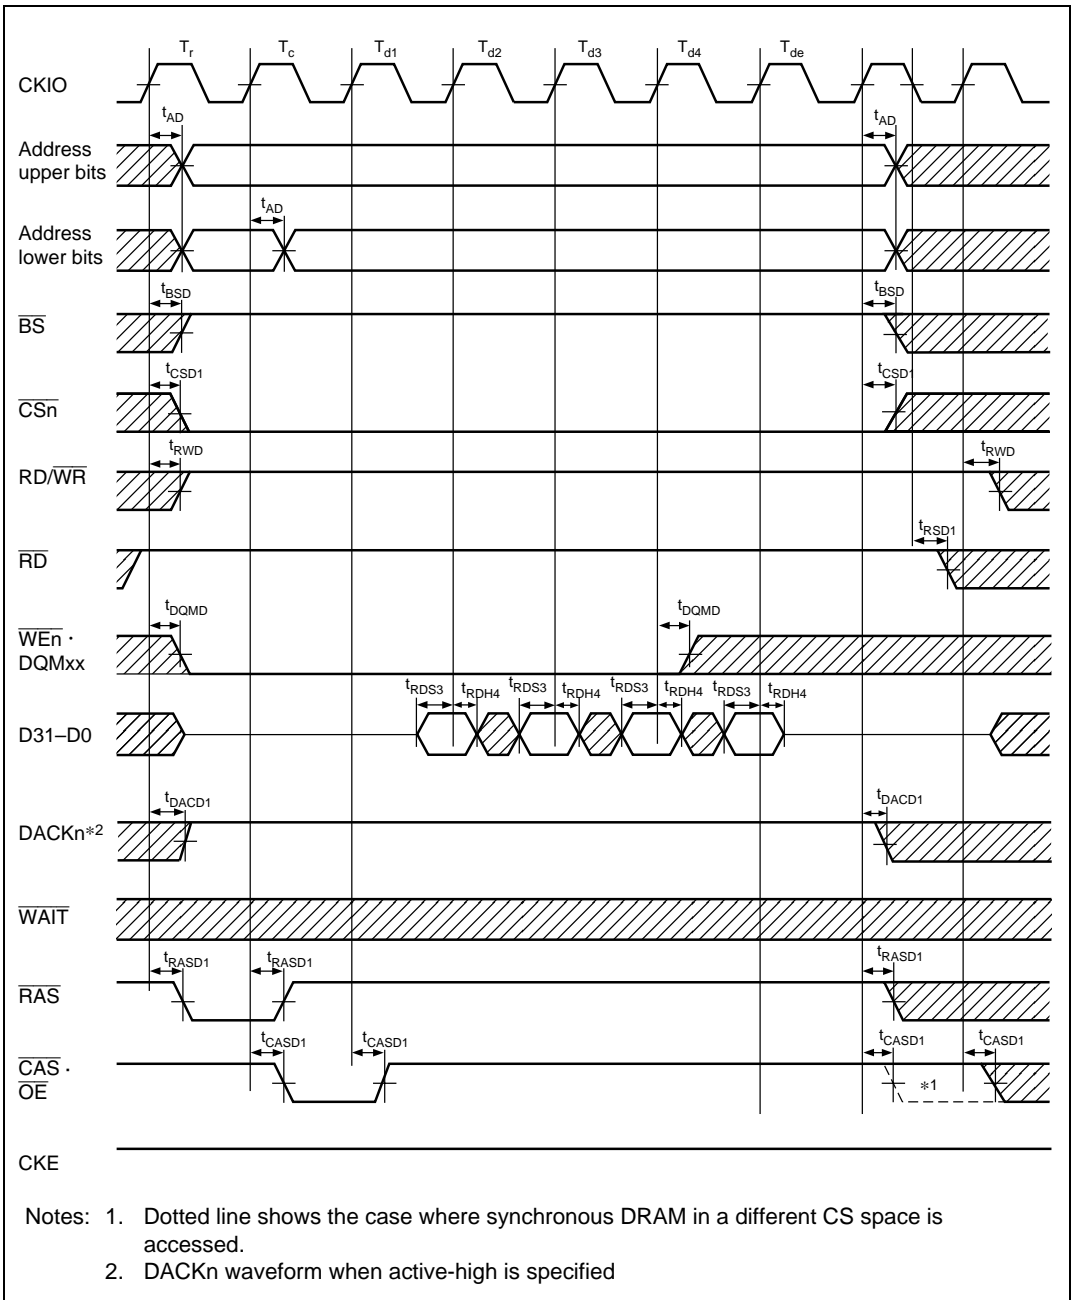 Tr Tc Td1 Td2 Td3 Td4 Tde
CKIO
tAD tAD
Address
upper bits
tAD
Address
lower bits
tBSD tBSD
BS
tCSD1 tCSD1
CSn
tRWD tRWD
RD/WR
tRSD1
RD
tDQMD tDQMD
WEn ·
DQMxx
tRDS3 tRDH4 tRDS3 tRDH4 tRDS3 tRDH4 tRDS3 tRDH4
D31–D0
tDACD1 tDACD1
DACKn*2
WAIT
tRASD1 tRASD1 tRASD1
RAS
tCASD1 tCASD1 tCASD1 tCASD1
CAS ·
OE
*1
CKE
Notes: 1. Dotted line shows the case where synchronous DRAM in a different CS space is
accessed.
2. DACKn waveform when active-high is specified